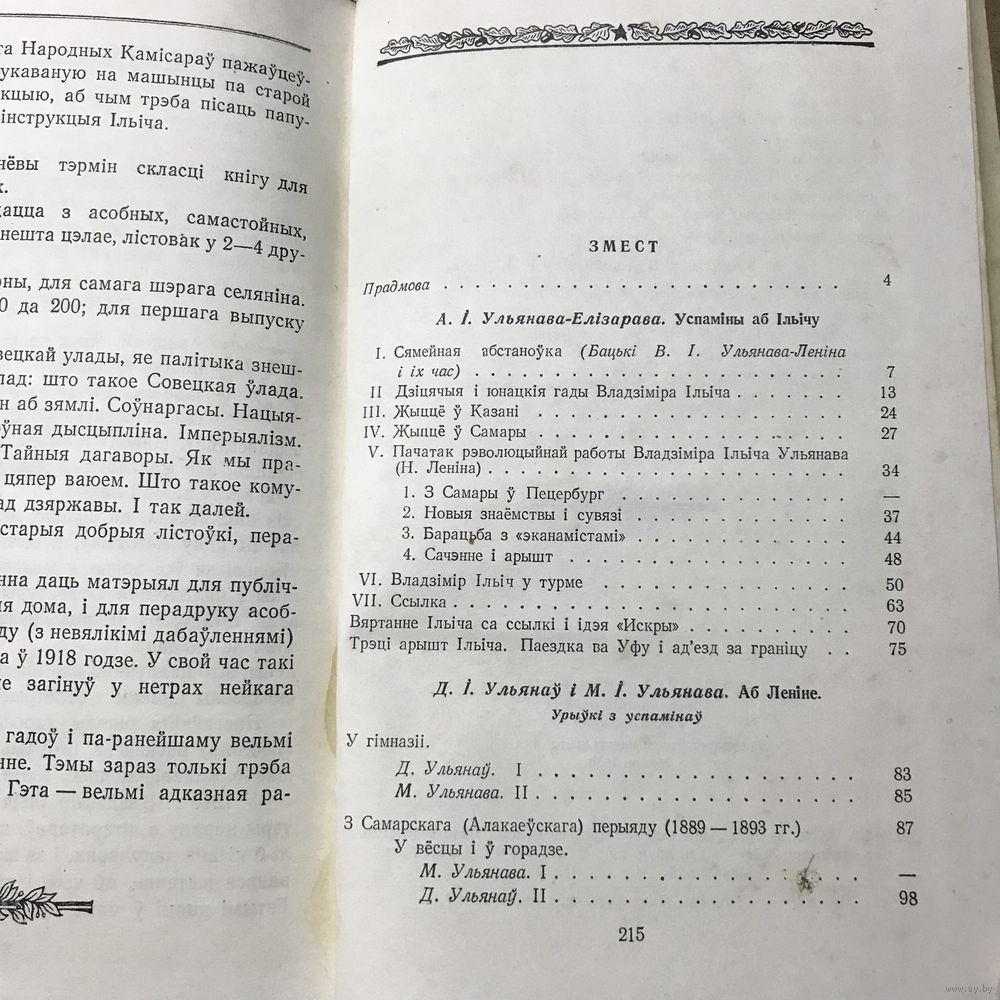 та Народных Камісараў пажаўцеў-
укаваную на машынцы па старой
кцыю, аб чым трэба пісаць папу-
інструкцыя Ільіча.
нёвы тэрмін скласці кнігу для
х.
дацца з асобных, самастойных,
нешта цэлае, лістовак у 2—4 дру-
оны, для самага шэрага селяніна.
0 да 200; для першага выпуску
вецкай улады, яе палітыка знеш-
лад: што такое Совецкая ўлада.
н аб зямлі. Соўнаргасы. Нацыя-
оўная дысцыпліна. Імперыялізм.
Тайныя дагаворы. Як мы пра-
цяпер ваюем. Што такое кому-
ад дзяржавы. І так далей.
старыя добрыя лістоўкі, пера-
нна даць матэрыял для публіч-
ля дома, і для перадруку асоб-
ду (з невялікімі дабаўленнямі)
а ў 1918 годзе. У свой час такі
не загінуў у нетрах нейкага
гадоў і па-ранейшаму вельмі
нне. Тэмы зараз толькі трэба
Гэта — вельмі адказная ра-
ЗМЕСТ
Прадмова . . . . . . . . . . . . . . . . . . . . . . . . 4
А. І. Ульянава-Елізарава. Успаміны аб Ільічу
I. Сямейная абстаноўка (Бацькі В. І. Ульянава-Леніна
і іх час) . . . . . . . . . . . . . . . . . . . . . . 7
II Дзіцячыя і юнацкія гады Владзіміра Ільіча . . . . . . 13
III. Жыццё ў Казані . . . . . . . . . . . . . . . . . . 24
IV. Жыццё ў Самары . . . . . . . . . . . . . . . . . . 27
V. Пачатак рэволюцыйнай работы Владзіміра Ільіча Ульянава
(Н. Леніна) . . . . . . . . . . . . . . . . . . . . . 34
1. З Самары ў Пецербург . . . . . . . . . . . . . —
2. Новыя знаёмствы і сувязі . . . . . . . . . . . . 37
3. Барацьба з «эканамістамі» . . . . . . . . . . . . 44
4. Сачэнне і арышт . . . . . . . . . . . . . . . . 48
VI. Владзімір Ільіч у турме . . . . . . . . . . . . . . 50
VII. Ссылка . . . . . . . . . . . . . . . . . . . . . . 63
Вяртанне Ільіча са ссылкі і ідэя «Искры» . . . . . . . . . 70
Трэці арышт Ільіча. Паездка ва Уфу і ад'езд за граніцу . . 75
Д. І. Ульянаў і М. І. Ульянава. Аб Леніне.
Урыўкі з успамінаў
У гімназіі.
Д. Ульянаў. I . . . . . . . . . . . . . . . . . . 83
М. Ульянава. II . . . . . . . . . . . . . . . . . . 85
З Самарскага (Алакаеўскага) перыяду (1889 — 1893 гг.) 87
У вёсцы і ў горадзе.
М. Ульянава. I . . . . . . . . . . . . . . . . . —
Д. Ульянаў. II . . . . . . . . . . . . . . . . . 98
215
www.ay.by